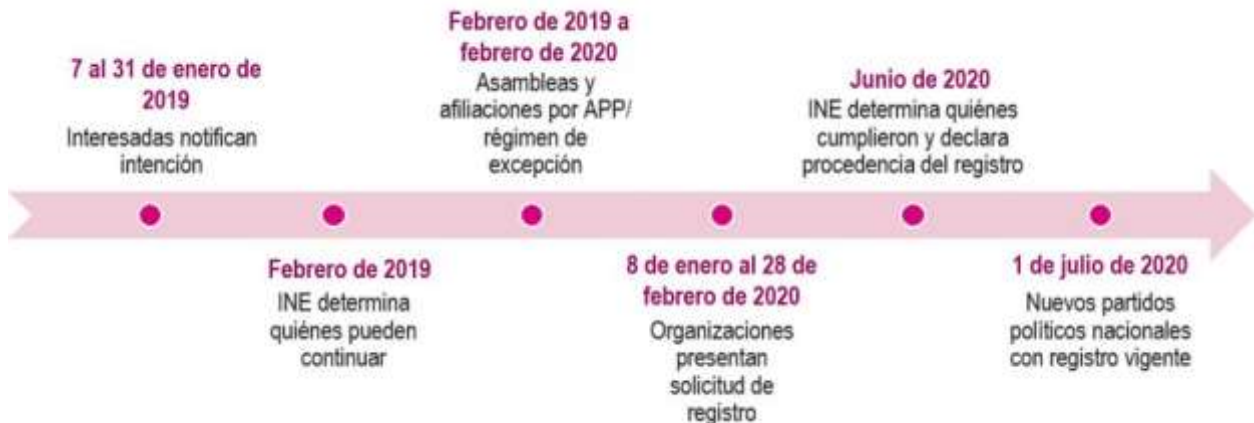 7 al 31 de enero de
2019
Interesadas notifican
intención
Febrero de 2019
INE determina
quiénes pueden
continuar
Febrero de 2019 a
febrero de 2020
Asambleas y
afiliaciones por APP/
régimen de
excepción
8 de enero al 28 de
febrero de 2020
Organizaciones
presentan
solicitud de
registro
Junio de 2020
INE determina quiénes
cumplieron y declara
procedencia del registro
1 de julio de 2020
Nuevos partidos
políticos nacionales
con registro vigente